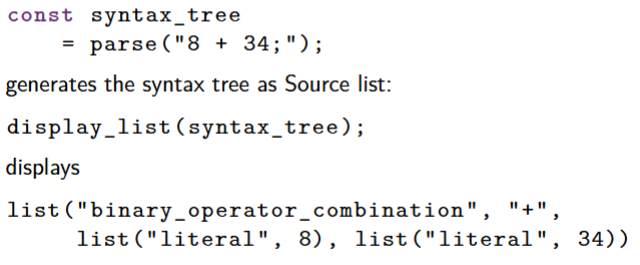 const syntax_tree
    = parse("8 + 34;");
generates the syntax tree as Source list:
display_list(syntax_tree);
displays
list("binary_operator_combination", "+",
     list("literal", 8), list("literal", 34))